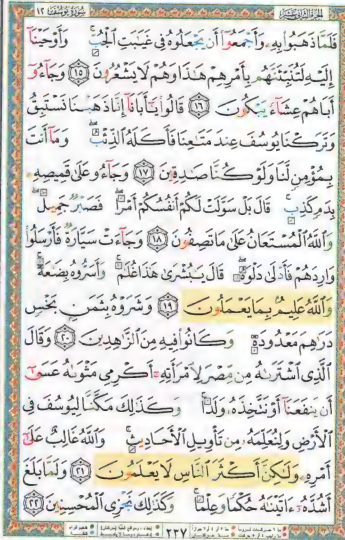 الجزء الثاني عشر سورة يوسف ١٢
فَلَمَّا ذَهَبُوا۟ بِهِۦ وَأَجْمَعُوٓا۟ أَن يَجْعَلُوهُ فِى غَيَـٰبَتِ ٱلْجُبِّ ۚ وَأَوْحَيْنَآ
إِلَيْهِ لَتُنَبِّئَنَّهُم بِأَمْرِهِمْ هَـٰذَا وَهُمْ لَا يَشْعُرُونَ ١٥ وَجَآءُوٓ
أَبَاهُمْ عِشَآءً يَبْكُونَ ١٦ قَالُوا۟ يَـٰٓأَبَانَآ إِنَّا ذَهَبْنَا نَسْتَبِقُ
وَتَرَكْنَا يُوسُفَ عِندَ مَتَـٰعِنَا فَأَكَلَهُ ٱلذِّئْبُ ۖ وَمَآ أَنتَ
بِمُؤْمِنٍ لَّنَا وَلَوْ كُنَّا صَـٰدِقِينَ ١٧ وَجَآءُو عَلَىٰ قَمِيصِهِۦ
بِدَمٍ كَذِبٍ ۚ قَالَ بَلْ سَوَّلَتْ لَكُمْ أَنفُسُكُمْ أَمْرًا ۖ فَصَبْرٌ جَمِيلٌ ۖ
وَٱللَّهُ ٱلْمُسْتَعَانُ عَلَىٰ مَا تَصِفُونَ ١٨ وَجَآءَتْ سَيَّارَةٌ فَأَرْسَلُوا۟
وَارِدَهُمْ فَأَدْلَىٰ دَلْوَهُۥ ۖ قَالَ يَـٰبُشْرَىٰ هَـٰذَا غُلَـٰمٌ ۚ وَأَسَرُّوهُ بِضَـٰعَةً ۚ
وَٱللَّهُ عَلِيمٌۢ بِمَا يَعْمَلُونَ ١٩ وَشَرَوْهُ بِثَمَنٍۭ بَخْسٍ
دَرَٰهِمَ مَعْدُودَةٍ وَكَانُوا۟ فِيهِ مِنَ ٱلزَّٰهِدِينَ ٢٠ وَقَالَ
ٱلَّذِى ٱشْتَرَىٰهُ مِن مِّصْرَ لِٱمْرَأَتِهِۦٓ أَكْرِمِى مَثْوَىٰهُ عَسَىٰٓ
أَن يَنفَعَنَآ أَوْ نَتَّخِذَهُۥ وَلَدًا ۚ وَكَذَٰلِكَ مَكَّنَّا لِيُوسُفَ فِى
ٱلْأَرْضِ وَلِنُعَلِّمَهُۥ مِن تَأْوِيلِ ٱلْأَحَادِيثِ ۚ وَٱللَّهُ غَالِبٌ عَلَىٰٓ
أَمْرِهِۦ وَلَـٰكِنَّ أَكْثَرَ ٱلنَّاسِ لَا يَعْلَمُونَ ٢١ وَلَمَّا بَلَغَ
أَشُدَّهُۥٓ ءَاتَيْنَـٰهُ حُكْمًا وَعِلْمًا ۚ وَكَذَٰلِكَ نَجْزِى ٱلْمُحْسِنِينَ ٢٢
٢٣٧